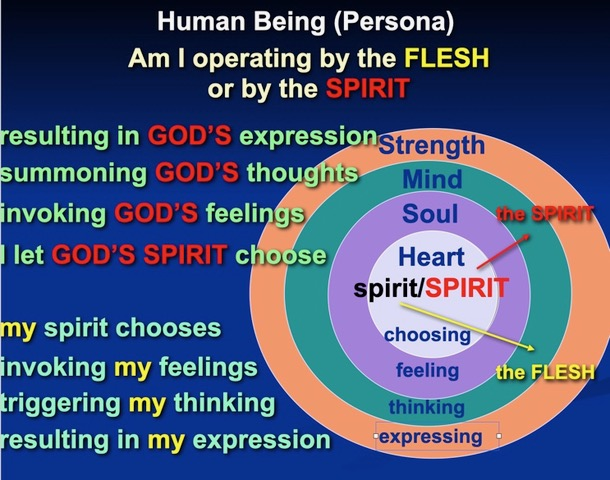 Human Being (Persona)
Am I operating by the FLESH
or by the SPIRIT
resulting in GOD'S expression
summoning GOD'S thoughts
invoking GOD'S feelings
I let GOD'S SPIRIT choose
my spirit chooses
invoking my feelings
triggering my thinking
resulting in my expression
Strength
Mind
Soul
the SPIRIT
Heart
spirit/SPIRIT
choosing
feeling
the FLESH
thinking
expressing